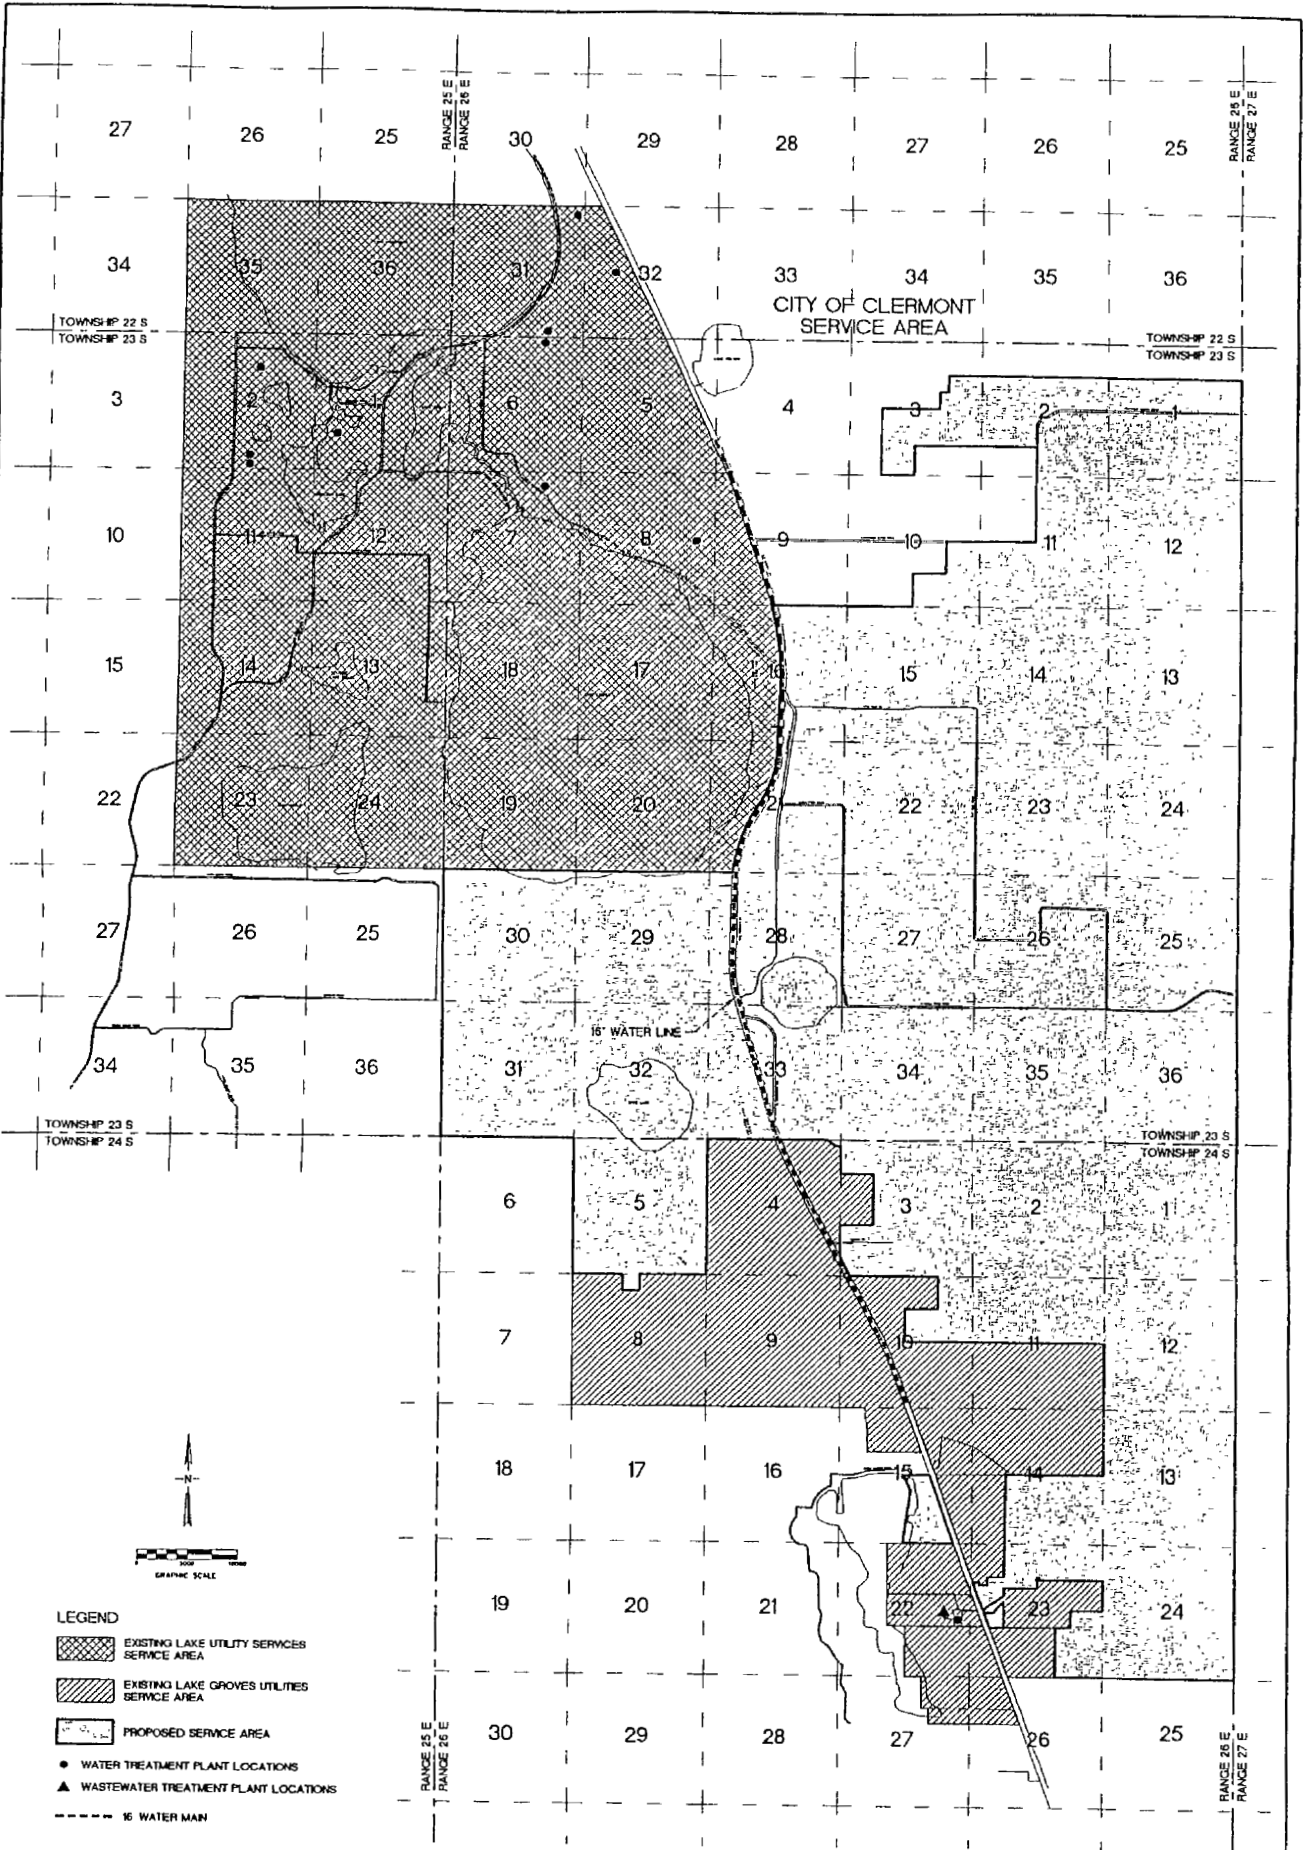 RANGE 25 E
RANGE 26 E
RANGE 26 E
RANGE 27 E
27 26 25 30 29 28 27 26 25
34 35 36 31 32 33 34 35 36
CITY OF CLERMONT
SERVICE AREA
TOWNSHIP 22 S
TOWNSHIP 23 S
TOWNSHIP 22 S
TOWNSHIP 23 S
3 2 1 6 5 4 3 2 1
10 11 12 7 8 9 10 11 12
15 14 13 18 17 16 15 14 13
22 23 24 19 20 21 22 23 24
27 26 25 30 29 28 27 26 25
16" WATER LINE
34 35 36 31 32 33 34 35 36
TOWNSHIP 23 S
TOWNSHIP 24 S
TOWNSHIP 23 S
TOWNSHIP 24 S
6 5 4 3 2 1
7 8 9 10 11 12
18 17 16 15 14 13
N
0 5000 10000
GRAPHIC SCALE
19 20 21 22 23 24
30 29 28 27 26 25
RANGE 25 E
RANGE 26 E
RANGE 26 E
RANGE 27 E
LEGEND
EXISTING LAKE UTILITY SERVICES
SERVICE AREA
EXISTING LAKE GROVES UTILITIES
SERVICE AREA
PROPOSED SERVICE AREA
WATER TREATMENT PLANT LOCATIONS
WASTEWATER TREATMENT PLANT LOCATIONS
16 WATER MAIN